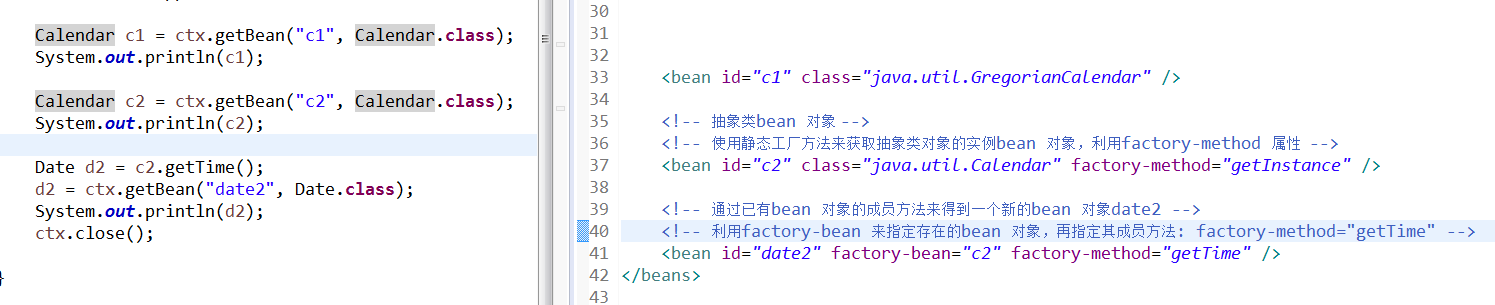 Calendar c1 = ctx.getBean("c1", Calendar.class);
System.out.println(c1);
Calendar c2 = ctx.getBean("c2", Calendar.class);
System.out.println(c2);
Date d2 = c2.getTime();
d2 = ctx.getBean("date2", Date.class);
System.out.println(d2);
ctx.close();
}
30
31
32
33 <bean id="c1" class="java.util.GregorianCalendar" />
34
35 <!-- 抽象类bean 对象 -->
36 <!-- 使用静态工厂方法来获取抽象类对象的实例bean 对象，利用factory-method 属性 -->
37 <bean id="c2" class="java.util.Calendar" factory-method="getInstance" />
38
39 <!-- 通过已有bean 对象的成员方法来得到一个新的bean 对象date2 -->
40 <!-- 利用factory-bean 来指定存在的bean 对象，再指定其成员方法: factory-method="getTime" -->
41 <bean id="date2" factory-bean="c2" factory-method="getTime" />
42 </beans>
43